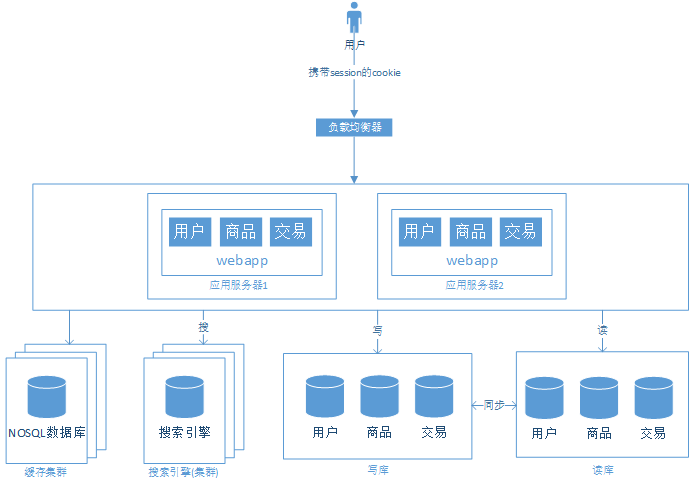 用户
携带session的cookie
负载均衡器
用户 商品 交易
webapp
应用服务器1
用户 商品 交易
webapp
应用服务器2
搜
写
读
NOSQL数据库
缓存集群
搜索引擎
搜索引擎(集群)
用户 商品 交易
写库
同步
用户 商品 交易
读库